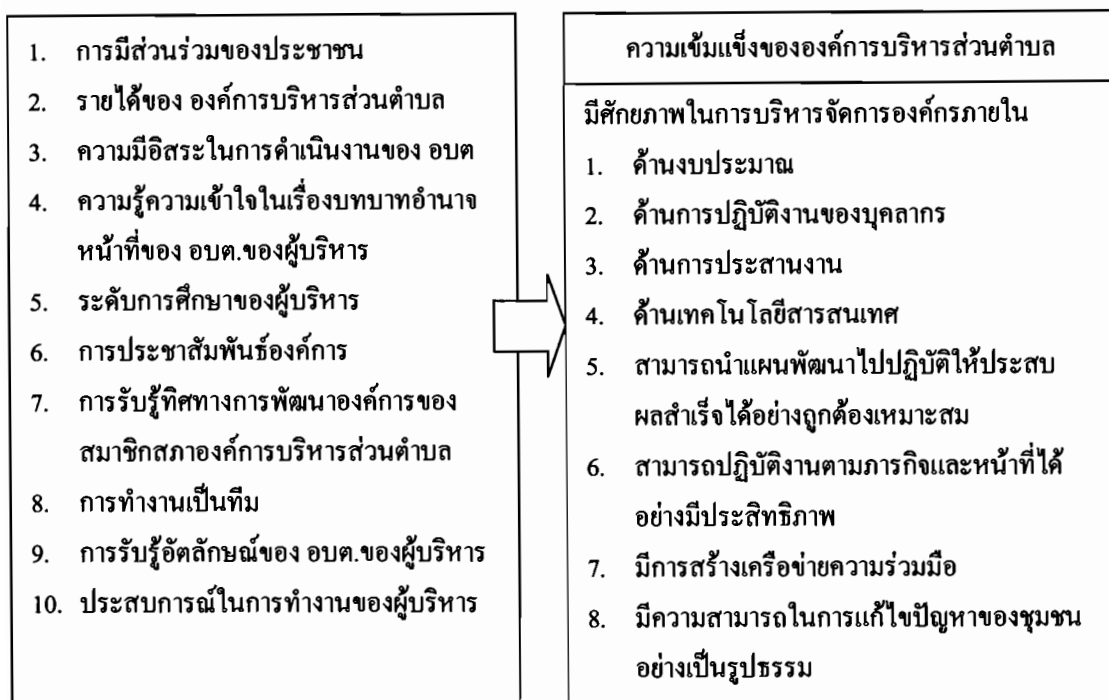 1. การมีส่วนร่วมของประชาชน
2. รายได้ของ องค์การบริหารส่วนตำบล
3. ความมีอิสระในการดำเนินงานของ อบต
4. ความรู้ความเข้าใจในเรื่องบทบาทอำนาจ
หน้าที่ของ อบต.ของผู้บริหาร
5. ระดับการศึกษาของผู้บริหาร
6. การประชาสัมพันธ์องค์การ
7. การรับรู้ทิศทางการพัฒนาองค์การของ
สมาชิกสภาองค์การบริหารส่วนตำบล
8. การทำงานเป็นทีม
9. การรับรู้อัตลักษณ์ของ อบต.ของผู้บริหาร
10. ประสบการณ์ในการทำงานของผู้บริหาร
ความเข้มแข็งขององค์การบริหารส่วนตำบล
มีศักยภาพในการบริหารจัดการองค์กรภายใน
1. ด้านงบประมาณ
2. ด้านการปฏิบัติงานของบุคลากร
3. ด้านการประสานงาน
4. ด้านเทคโนโลยีสารสนเทศ
5. สามารถนำแผนพัฒนาไปปฏิบัติให้ประสบ
ผลสำเร็จได้อย่างถูกต้องเหมาะสม
6. สามารถปฏิบัติงานตามภารกิจและหน้าที่ได้
อย่างมีประสิทธิภาพ
7. มีการสร้างเครือข่ายความร่วมมือ
8. มีความสามารถในการแก้ไขปัญหาของชุมชน
อย่างเป็นรูปธรรม